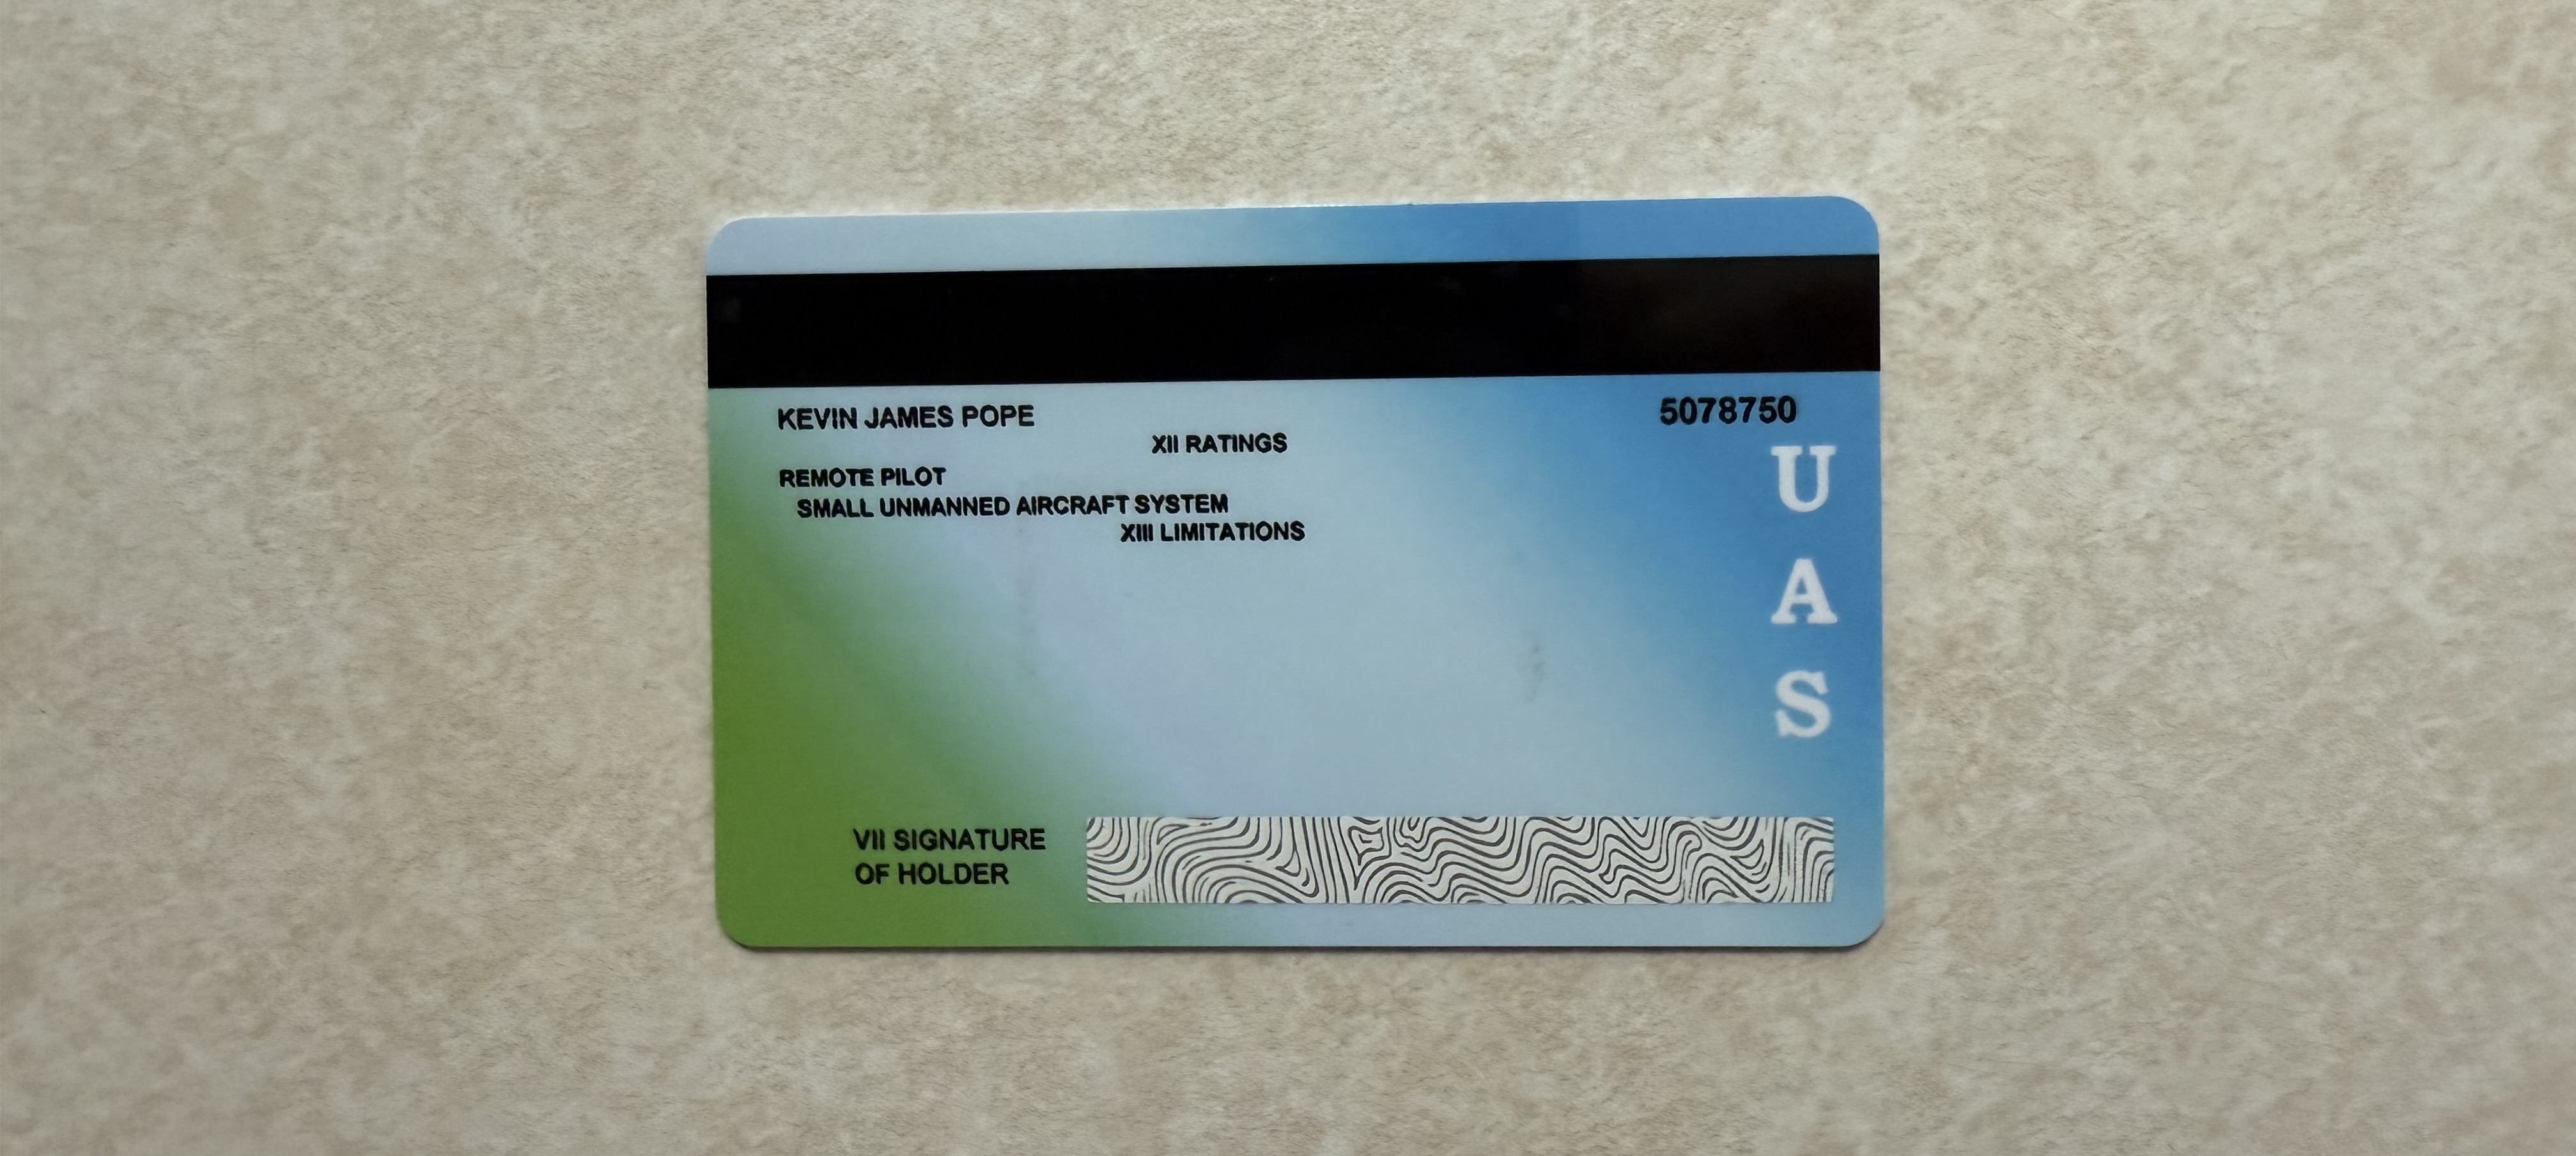 KEVIN JAMES POPE 5078750
XII RATINGS
REMOTE PILOT
SMALL UNMANNED AIRCRAFT SYSTEM
XIII LIMITATIONS
U
A
S
VII SIGNATURE
OF HOLDER